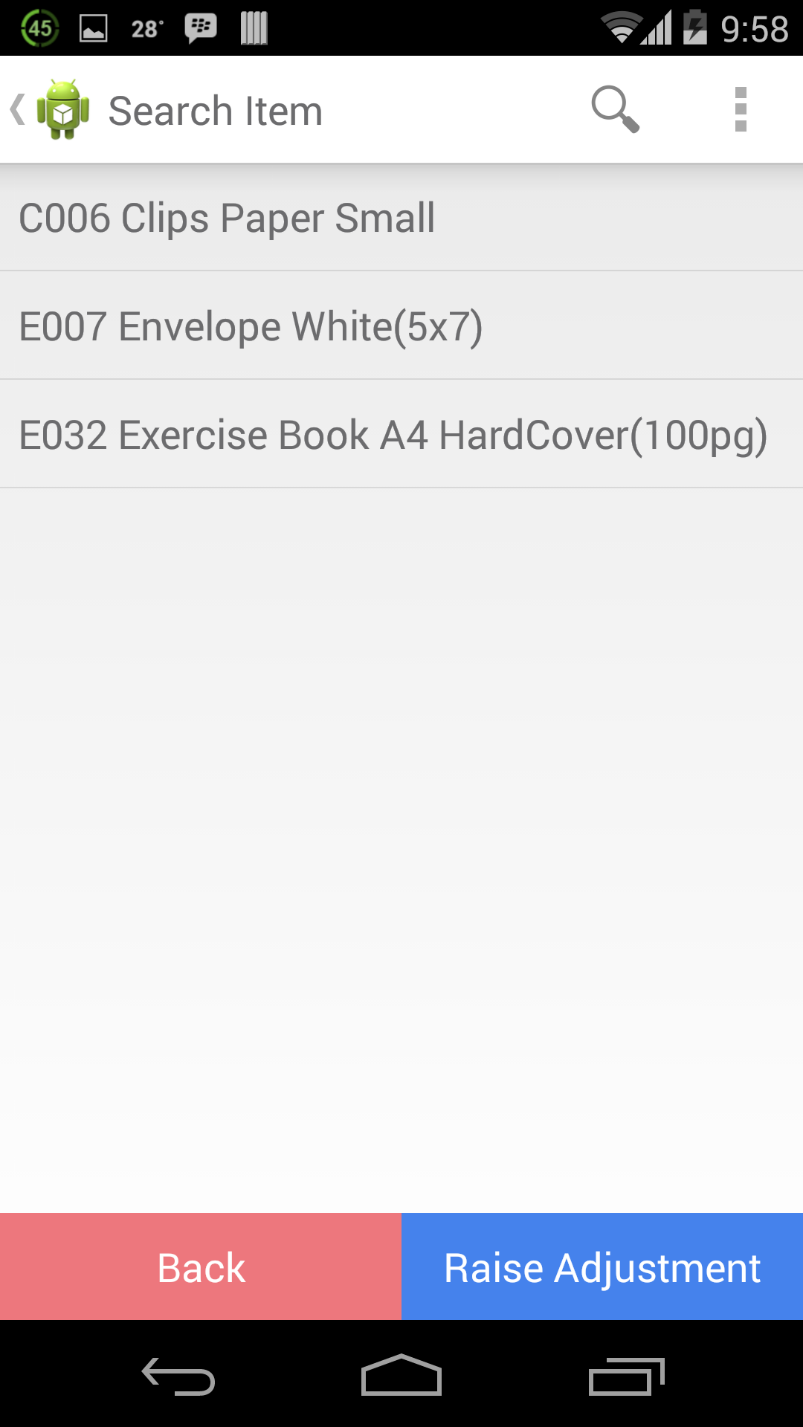 45 28° 9:58
Search Item
C006 Clips Paper Small
E007 Envelope White(5x7)
E032 Exercise Book A4 HardCover(100pg)
Back Raise Adjustment